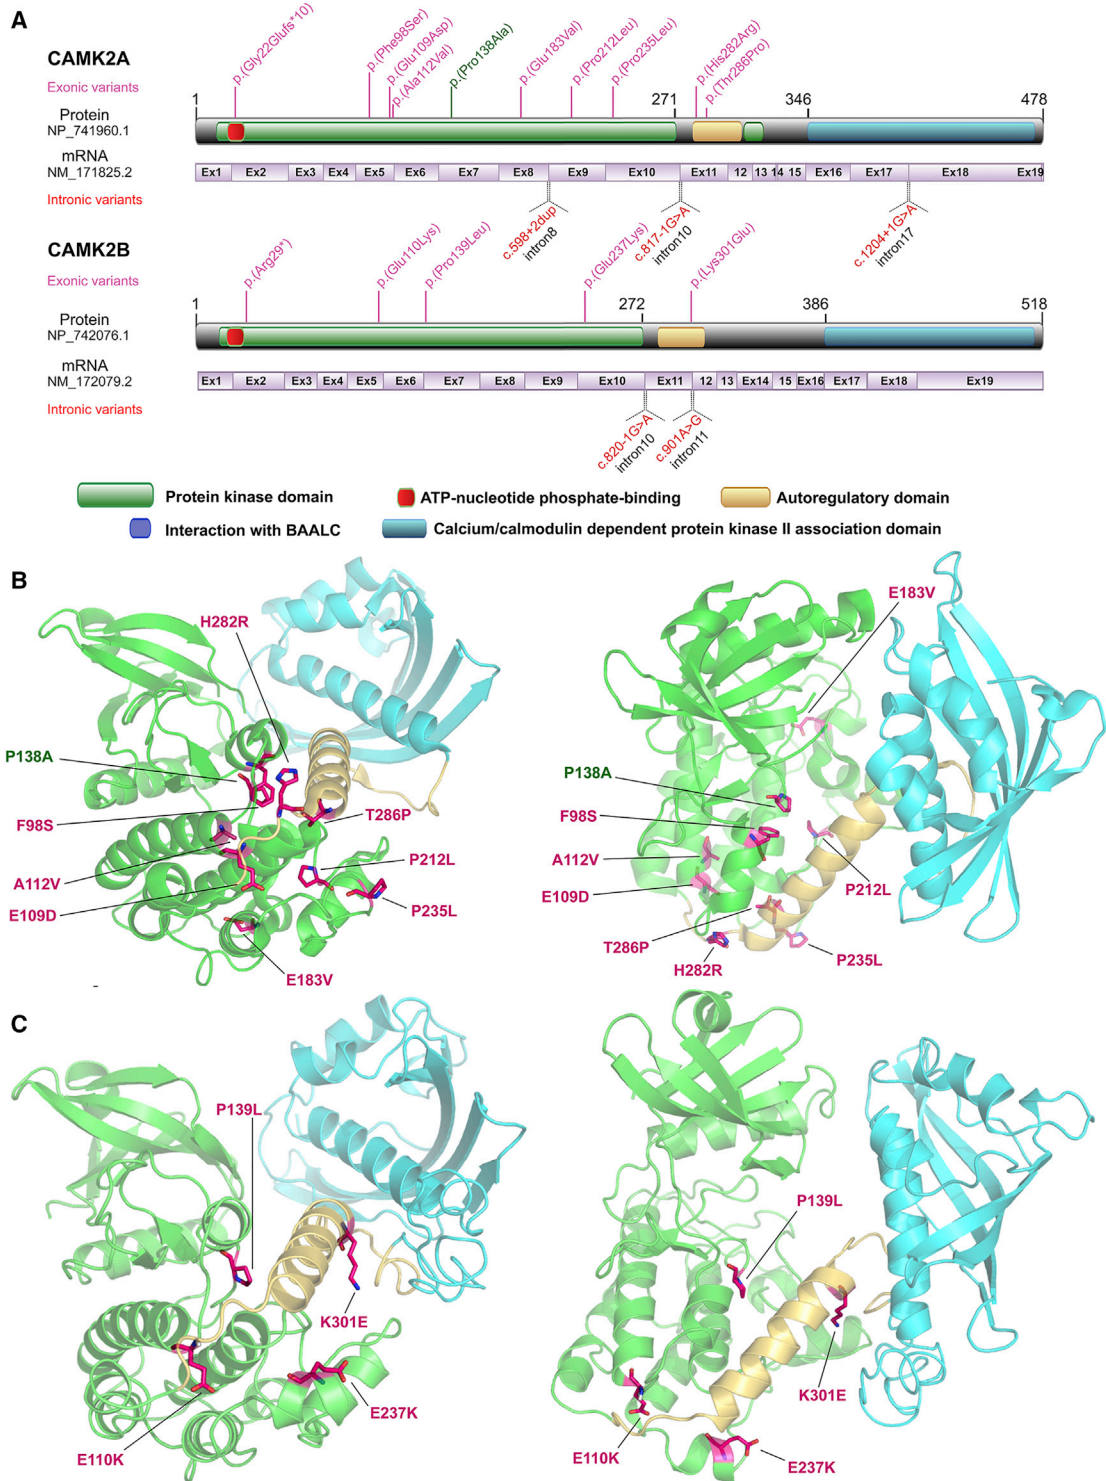 A
CAMK2A
Exonic variants
p.(Gly22Glufs*10)
p.(Phe98Ser)
p.(Glu109Asp)
p.(Ala112Val)
p.(Pro138Ala)
p.(Glu183Val)
p.(Pro212Leu)
p.(Pro235Leu)
p.(His282Arg)
p.(Thr286Pro)
1 271 346 478
Protein
NP_741960.1
mRNA
NM_171825.2
Ex1 Ex2 Ex3 Ex4 Ex5 Ex6 Ex7 Ex8 Ex9 Ex10 Ex11 12 13 14 15 Ex16 Ex17 Ex18 Ex19
Intronic variants
c.598+2dup
intron8
c.817-1G>A
intron10
c.1204+1G>A
intron17
CAMK2B
Exonic variants
p.(Arg29*)
p.(Glu110Lys)
p.(Pro139Leu)
p.(Glu237Lys)
p.(Lys301Glu)
1 272 386 518
Protein
NP_742076.1
mRNA
NM_172079.2
Ex1 Ex2 Ex3 Ex4 Ex5 Ex6 Ex7 Ex8 Ex9 Ex10 Ex11 12 13 Ex14 15 Ex16 Ex17 Ex18 Ex19
Intronic variants
c.820-1G>A
intron10
c.901A>G
intron11
Protein kinase domain
ATP-nucleotide phosphate-binding
Autoregulatory domain
Interaction with BAALC
Calcium/calmodulin dependent protein kinase II association domain
B
H282R
P138A
F98S
T286P
A112V
P212L
E109D
P235L
E183V
E183V
P138A
F98S
A112V
E109D
P212L
T286P
H282R
P235L
C
P139L
K301E
E237K
E110K
P139L
K301E
E110K
E237K